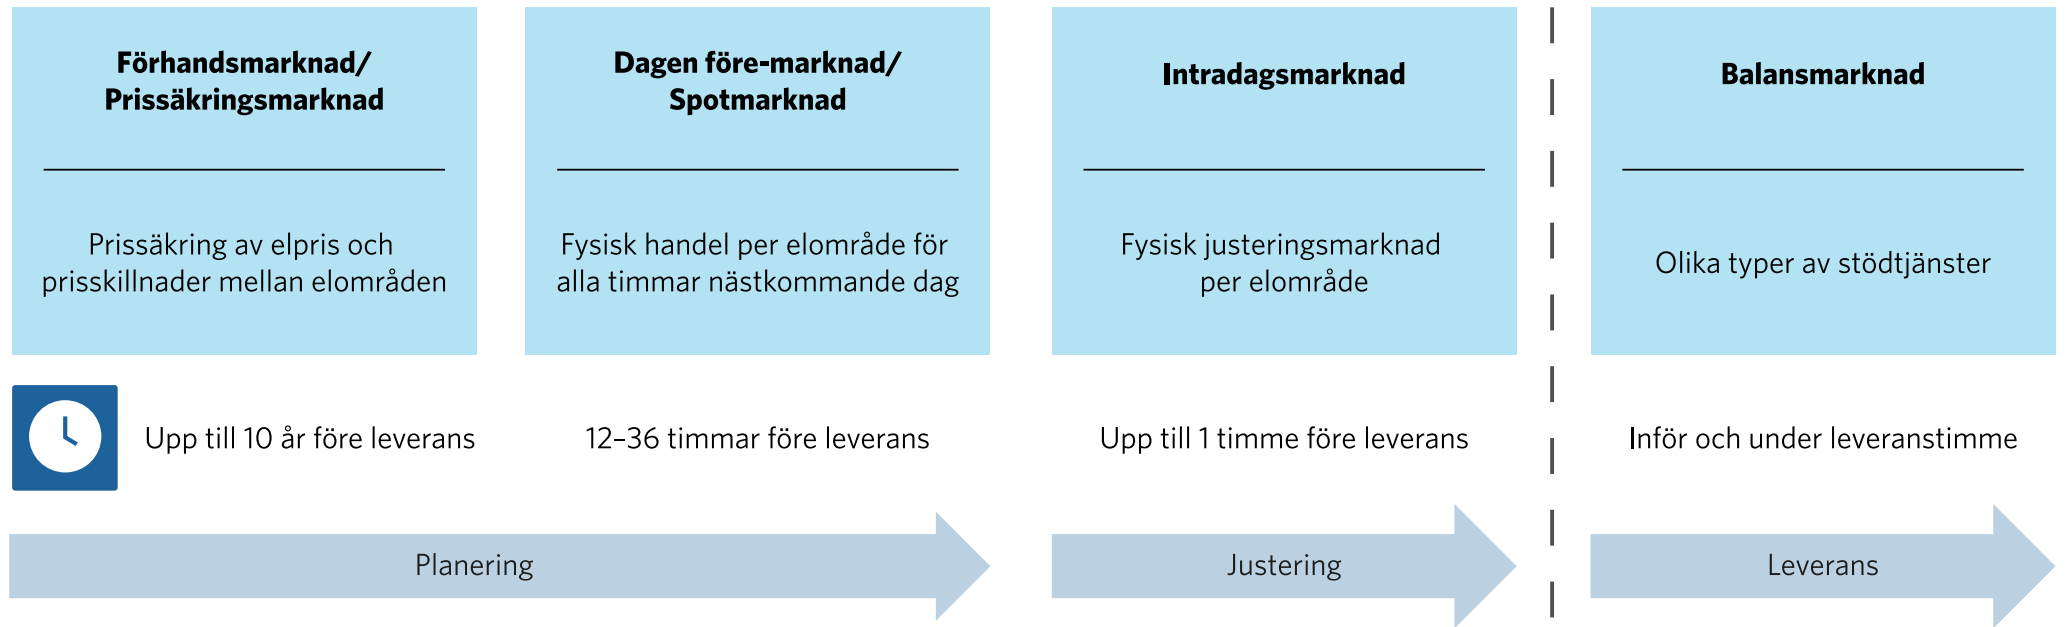 Förhandsmarknad/
Prissäkringsmarknad
Prissäkring av elpris och
prisskillnader mellan elområden
Dagen före-marknad/
Spotmarknad
Fysisk handel per elområde för
alla timmar nästkommande dag
Intradagsmarknad
Fysisk justeringsmarknad
per elområde
Balansmarknad
Olika typer av stödtjänster
Upp till 10 år före leverans
12–36 timmar före leverans
Upp till 1 timme före leverans
Inför och under leveranstimme
Planering
Justering
Leverans